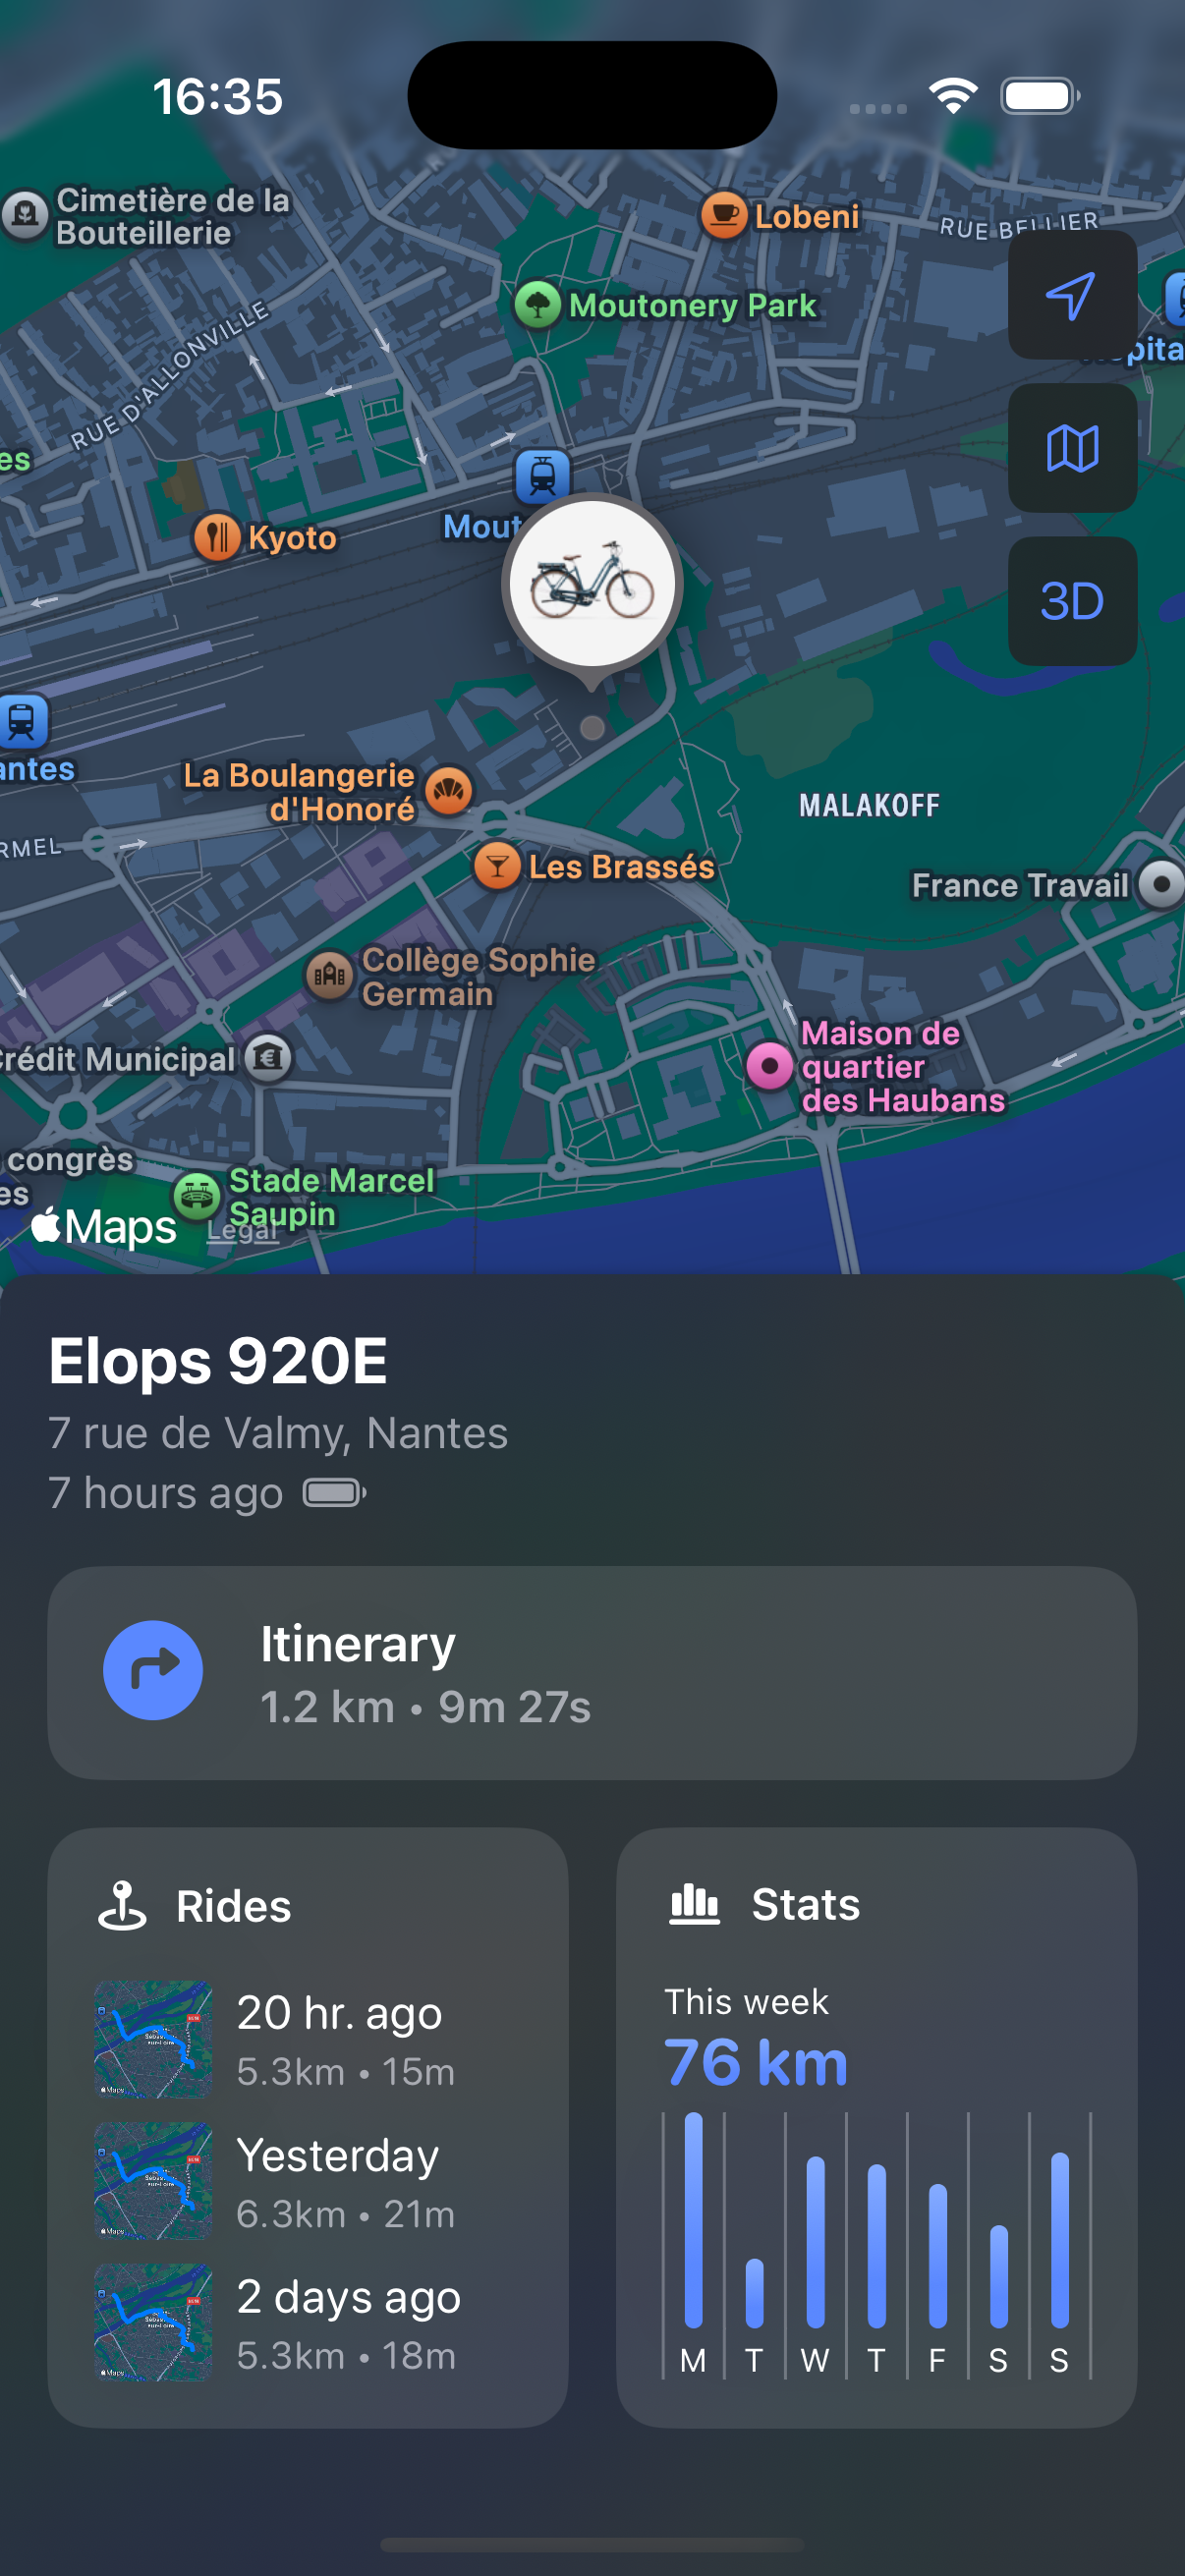 16:35
Cimetière de la
Bouteillerie
Lobeni
RUE BELLIER
Moutonery Park
RUE D'ALLONVILLE
es
Kyoto
Mout
3D
antes
La Boulangerie
d'Honoré
MALAKOFF
RMEL
Les Brassés
France Travail
Collège Sophie
Germain
Crédit Municipal
Maison de
quartier
des Haubans
congrès
es
Stade Marcel
Saupin
Maps
Legal
Elops 920E
7 rue de Valmy, Nantes
7 hours ago
Itinerary
1.2 km • 9m 27s
Rides
20 hr. ago
5.3km • 15m
Yesterday
6.3km • 21m
2 days ago
5.3km • 18m
Stats
This week
76 km
M T W T F S S